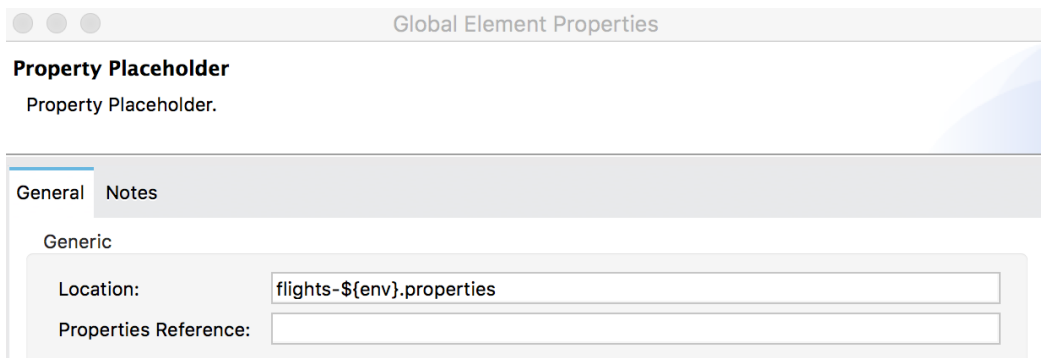 Global Element Properties
Property Placeholder
Property Placeholder.
General Notes
Generic
Location: flights-${env}.properties
Properties Reference: